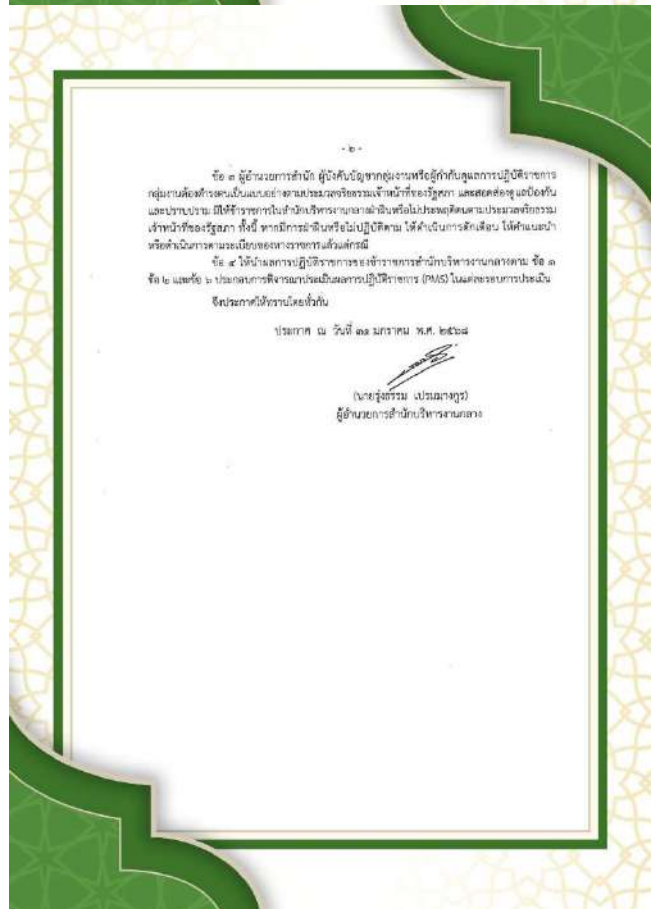 - ๒ -
ข้อ ๓ ผู้อำนวยการสำนัก ผู้บังคับบัญชากลุ่มงานหรือผู้กำกับดูแลการปฏิบัติราชการ
กลุ่มงานต้องดำรงตนเป็นแบบอย่างตามประมวลจริยธรรมเจ้าหน้าที่ของรัฐสภา และสอดส่องดูแลป้องกัน
และปราบปราม มิให้ข้าราชการในสำนักบริหารงานกลางฝ่าฝืนหรือไม่ประพฤติตนตามประมวลจริยธรรม
เจ้าหน้าที่ของรัฐสภา ทั้งนี้ หากมีการฝ่าฝืนหรือไม่ปฏิบัติตาม ให้ดำเนินการตักเตือน ให้คำแนะนำ
หรือดำเนินการตามระเบียบของทางราชการแล้วแต่กรณี
ข้อ ๔ ให้นำผลการปฏิบัติราชการของข้าราชการสำนักบริหารงานกลางตาม ข้อ ๑
ข้อ ๒ และข้อ ๖ ประกอบการพิจารณาประเมินผลการปฏิบัติราชการ (PMS) ในแต่ละรอบการประเมิน
จึงประกาศให้ทราบโดยทั่วกัน
ประกาศ ณ วันที่ ๓๑ มกราคม พ.ศ. ๒๕๖๘
(นายรุ่งธรรม เปรมมางกูร)
ผู้อำนวยการสำนักบริหารงานกลาง